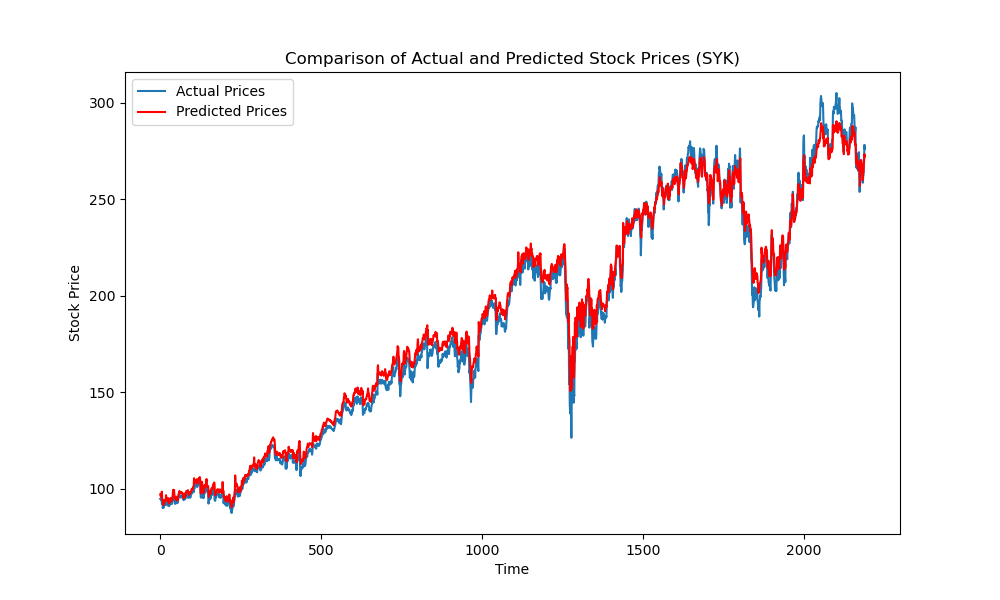 Comparison of Actual and Predicted Stock Prices (SYK)
Actual Prices
Predicted Prices
Stock Price
300
250
200
150
100
0 500 1000 1500 2000
Time